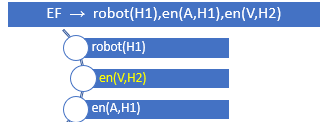 EF → robot(H1),en(A,H1),en(V,H2)
robot(H1)
en(V,H2)
en(A,H1)